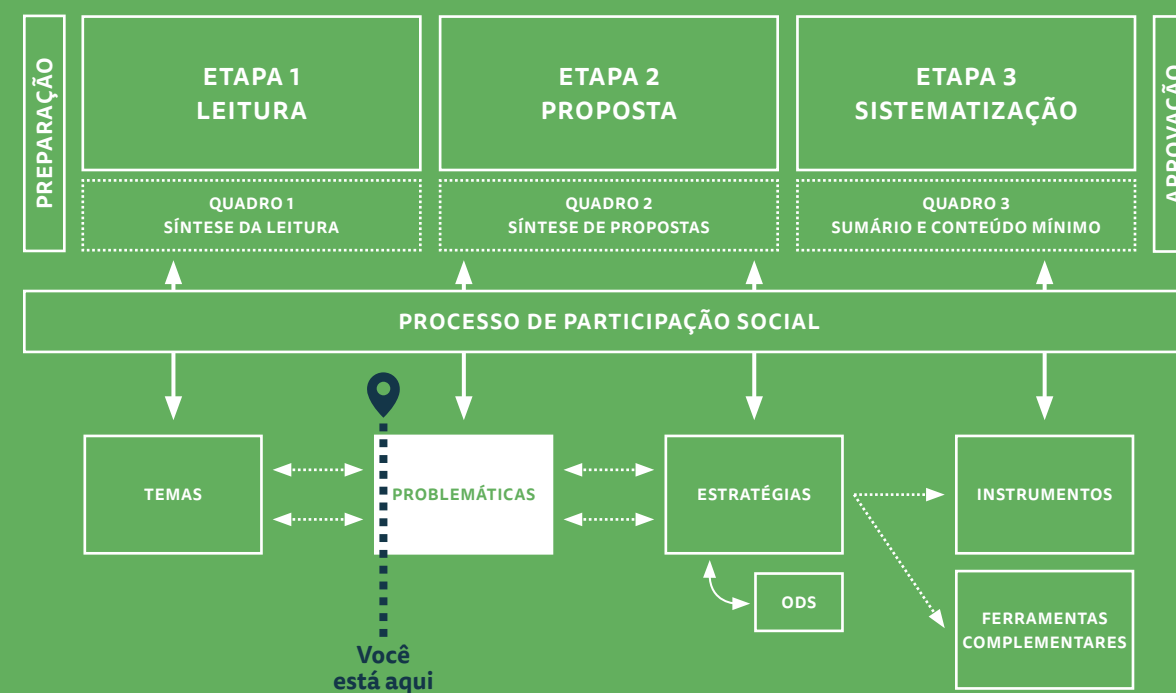 PREPARAÇÃO
ETAPA 1
LEITURA
ETAPA 2
PROPOSTA
ETAPA 3
SISTEMATIZAÇÃO
APROVAÇÃO
QUADRO 1
SÍNTESE DA LEITURA
QUADRO 2
SÍNTESE DE PROPOSTAS
QUADRO 3
SUMÁRIO E CONTEÚDO MÍNIMO
PROCESSO DE PARTICIPAÇÃO SOCIAL
TEMAS
PROBLEMÁTICAS
ESTRATÉGIAS
INSTRUMENTOS
ODS
FERRAMENTAS
COMPLEMENTARES
Você
está aqui